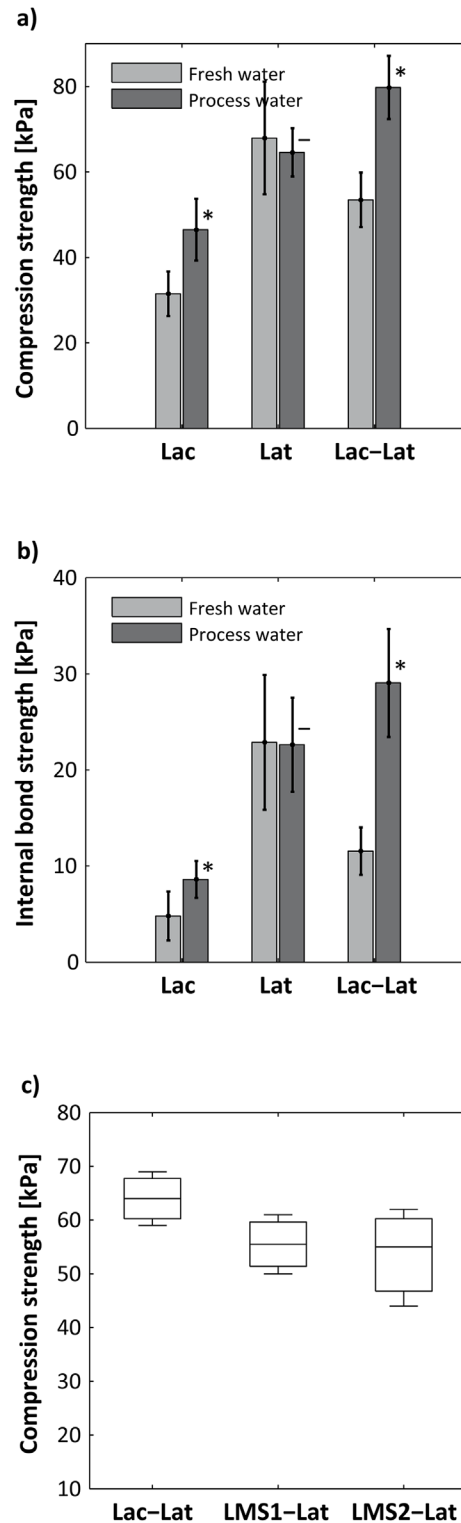 a)
Compression strength [kPa]
80
60
40
20
0
Fresh water
Process water
*
–
*
Lac Lat Lac–Lat
b)
Internal bond strength [kPa]
40
30
20
10
0
Fresh water
Process water
*
–
*
Lac Lat Lac–Lat
c)
Compression strength [kPa]
80
70
60
50
40
30
20
10
Lac–Lat LMS1–Lat LMS2–Lat